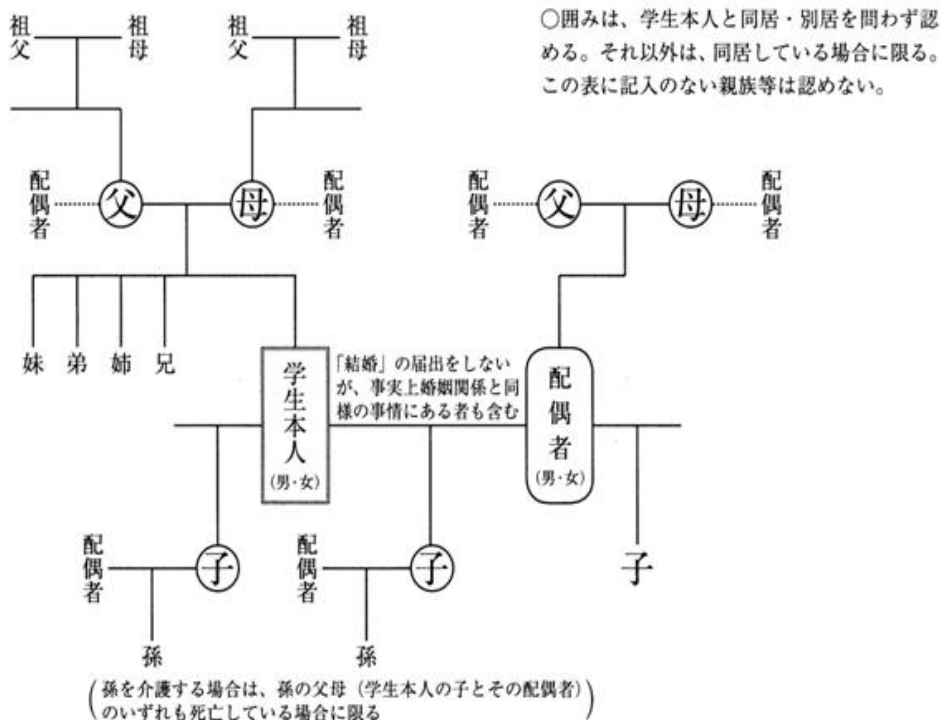 祖父
祖母
祖父
祖母
○囲みは、学生本人と同居・別居を問わず認
める。それ以外は、同居している場合に限る。
この表に記入のない親族等は認めない。
配偶者
父
母
配偶者
配偶者
父
母
配偶者
妹
弟
姉
兄
学生本人
(男・女)
「結婚」の届出をしない
が、事実上婚姻関係と同
様の事情にある者も含む
配偶者
(男・女)
配偶者
子
配偶者
子
子
孫
孫
(孫を介護する場合は、孫の父母(学生本人の子とその配偶者)
のいずれも死亡している場合に限る)